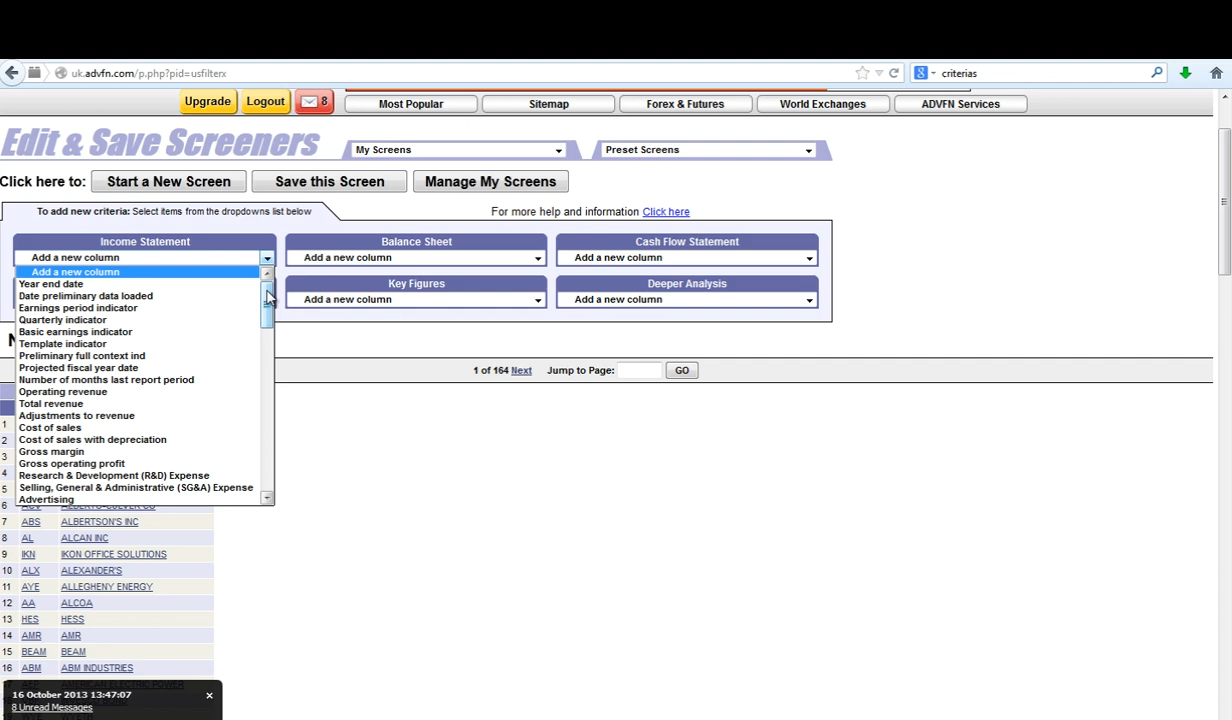 uk.advfn.com/p.php?pid=usfilterx
criterias
Upgrade
Logout
8
Most Popular
Sitemap
Forex & Futures
World Exchanges
ADVFN Services
Edit & Save Screeners
My Screens
Preset Screens
Click here to:
Start a New Screen
Save this Screen
Manage My Screens
To add new criteria: Select items from the dropdowns list below
For more help and information Click here
Income Statement
Balance Sheet
Cash Flow Statement
Add a new column
Add a new column
Add a new column
Key Figures
Deeper Analysis
Add a new column
Add a new column
Add a new column
Year end date
Date preliminary data loaded
Earnings period indicator
Quarterly indicator
Basic earnings indicator
Template indicator
Preliminary full context ind
Projected fiscal year date
Number of months last report period
Operating revenue
Total revenue
Adjustments to revenue
Cost of sales
Cost of sales with depreciation
Gross margin
Gross operating profit
Research & Development (R&D) Expense
Selling, General & Administrative (SG&A) Expense
Advertising
1 of 164 Next
Jump to Page:
GO
1
2
3
4
5
6
7 ABS ALBERTSON'S INC
8 AL ALCAN INC
9 IKN IKON OFFICE SOLUTIONS
10 ALX ALEXANDER'S
11 AYE ALLEGHENY ENERGY
12 AA ALCOA
13 HES HESS
14 AMR AMR
15 BEAM BEAM
16 ABM ABM INDUSTRIES
AMERICAN ELECTRIC POWER
16 October 2013 13:47:07
8 Unread Messages